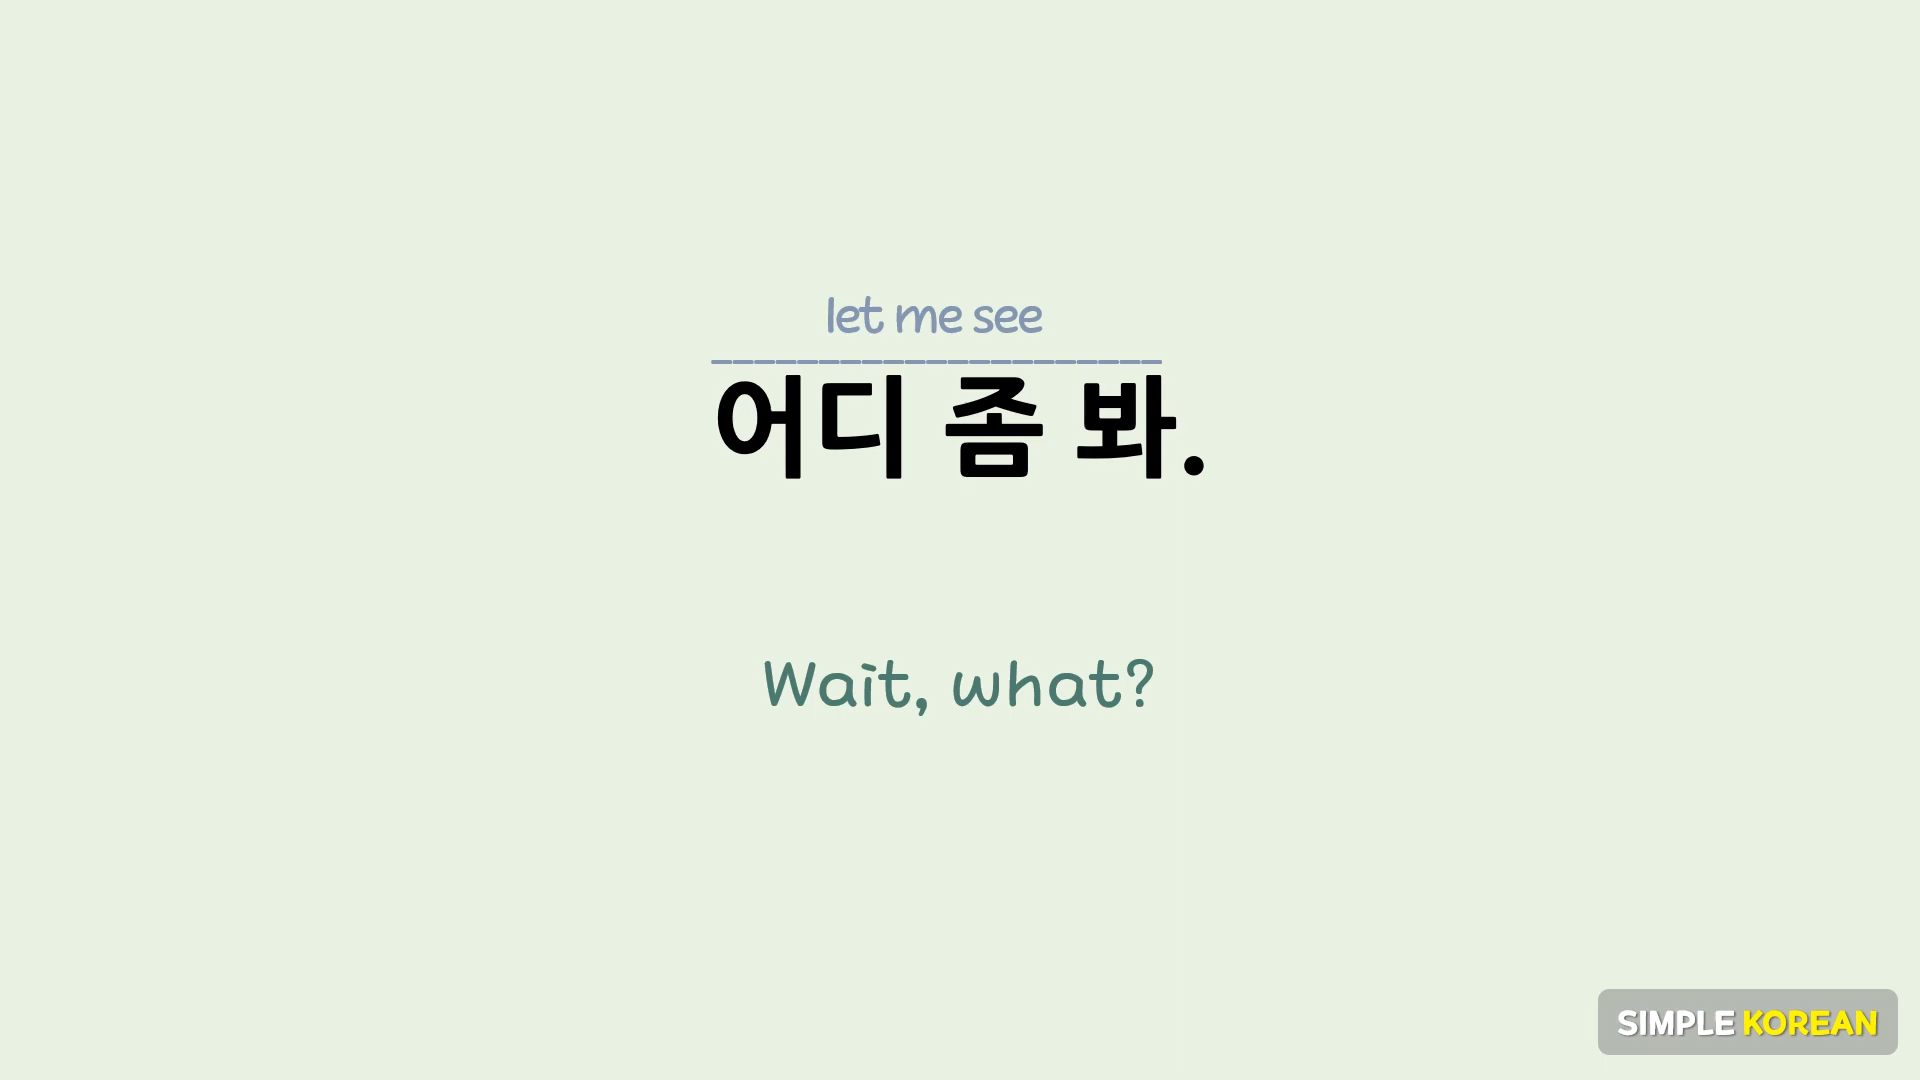 let me see
어디 좀 봐.
Wait, what?
SIMPLE KOREAN